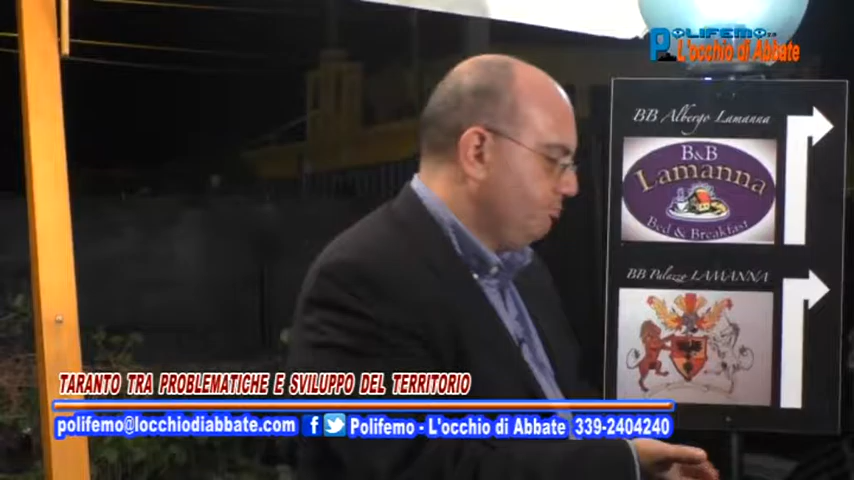 POLIFEMO
L'occhio di Abbate
BB Albergo Lamanna
B&B
Lamanna
Bed & Breakfast
BB Palazzo LAMANNA
TARANTO TRA PROBLEMATICHE E SVILUPPO DEL TERRITORIO
polifemo@locchiodiabbate.com f Polifemo - L'occhio di Abbate 339-2404240